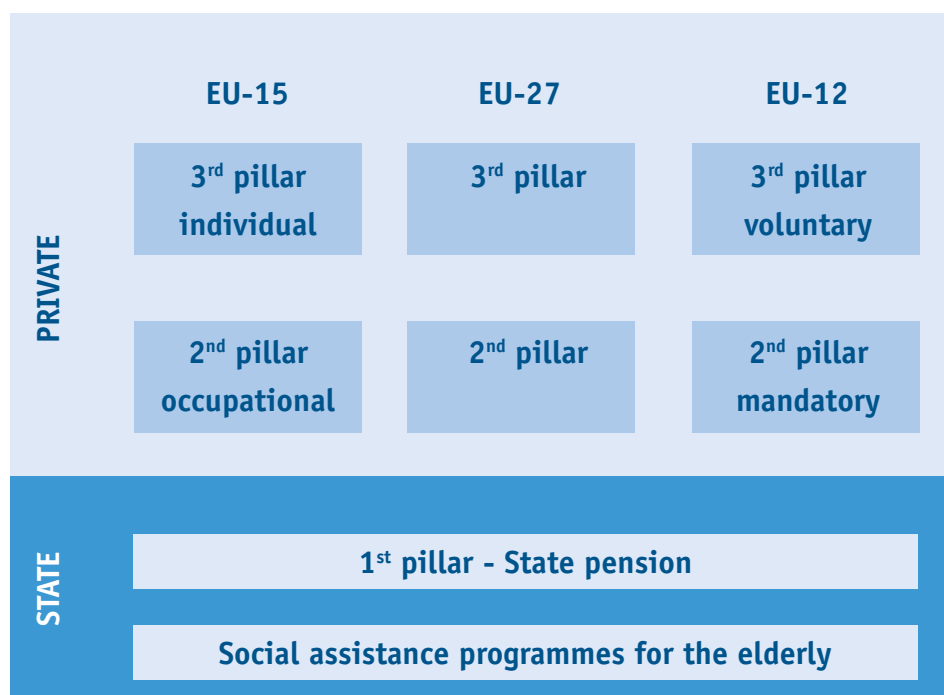 EU-15 EU-27 EU-12
PRIVATE
3rd pillar
individual
3rd pillar
3rd pillar
voluntary
2nd pillar
occupational
2nd pillar
2nd pillar
mandatory
STATE
1st pillar - State pension
Social assistance programmes for the elderly